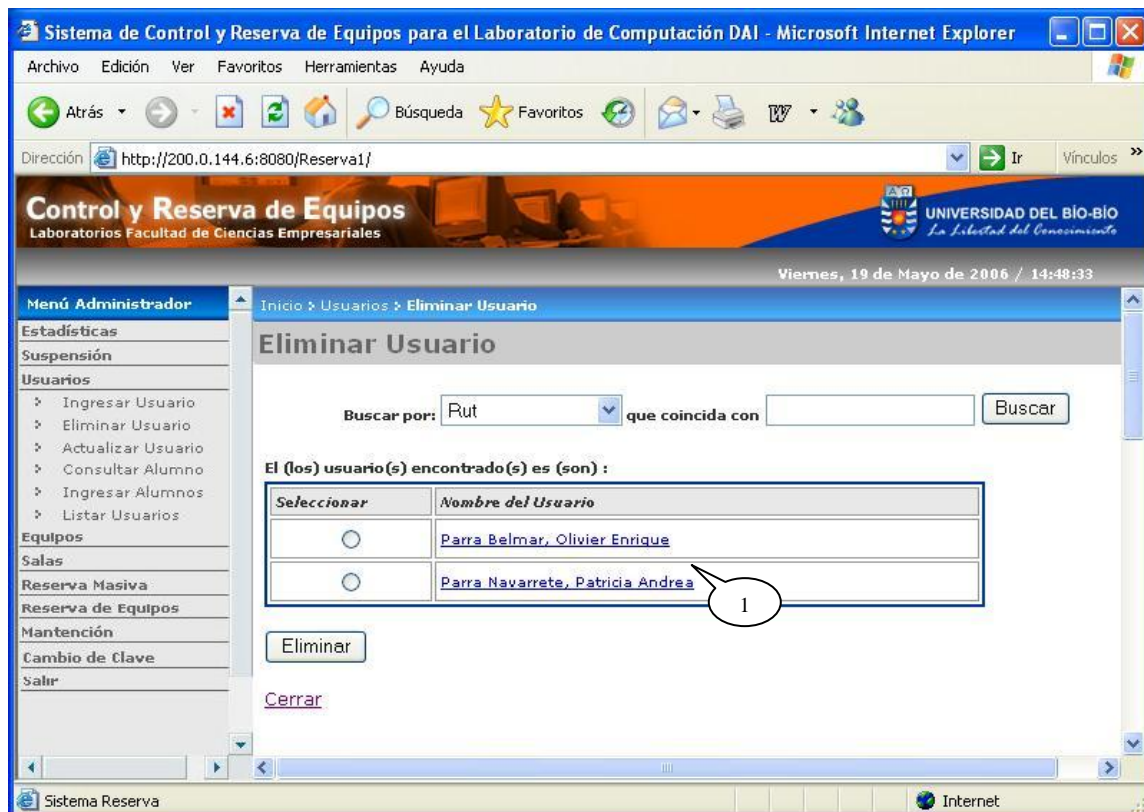 Sistema de Control y Reserva de Equipos para el Laboratorio de Computación DAI - Microsoft Internet Explorer
Archivo Edición Ver Favoritos Herramientas Ayuda
Atrás Búsqueda Favoritos
Dirección http://200.0.144.6:8080/Reserva1/ Ir Vínculos »
Control y Reserva de Equipos
Laboratorios Facultad de Ciencias Empresariales
UNIVERSIDAD DEL BÍO-BÍO
La Libertad del Conocimiento
Viernes, 19 de Mayo de 2006 / 14:48:33
Menú Administrador
Estadísticas
Suspensión
Usuarios
Ingresar Usuario
Eliminar Usuario
Actualizar Usuario
Consultar Alumno
Ingresar Alumnos
Listar Usuarios
Equipos
Salas
Reserva Masiva
Reserva de Equipos
Mantención
Cambio de Clave
Salir
Inicio > Usuarios > Eliminar Usuario
Eliminar Usuario
Buscar por: Rut que coincida con Buscar
El (los) usuario(s) encontrado(s) es (son) :
Seleccionar Nombre del Usuario
Parra Belmar, Olivier Enrique
Parra Navarrete, Patricia Andrea
1
Eliminar
Cerrar
Sistema Reserva Internet